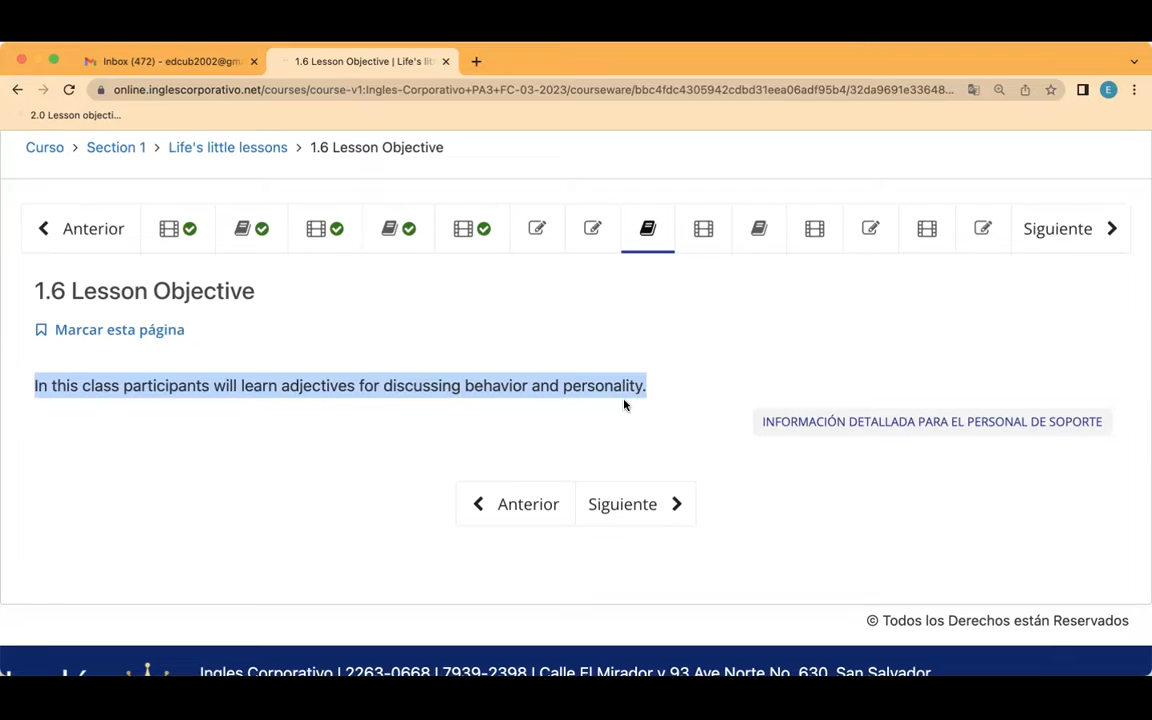 Inbox (472) - edcub2002@gm
1.6 Lesson Objective | Life's lit
online.inglescorporativo.net/courses/course-v1:Ingles-Corporativo+PA3+FC-03-2023/courseware/bbc4fdc4305942cdbd31eea06adf95b4/32da9691e33648...
E
2.0 Lesson objecti...
Curso > Section 1 > Life's little lessons > 1.6 Lesson Objective
Anterior
Siguiente
1.6 Lesson Objective
Marcar esta página
In this class participants will learn adjectives for discussing behavior and personality.
INFORMACIÓN DETALLADA PARA EL PERSONAL DE SOPORTE
Anterior
Siguiente
© Todos los Derechos están Reservados
Ingles Corporativo | 2263-0668 | 7939-2398 | Calle El Mirador y 93 Ave Norte No. 630, San Salvador